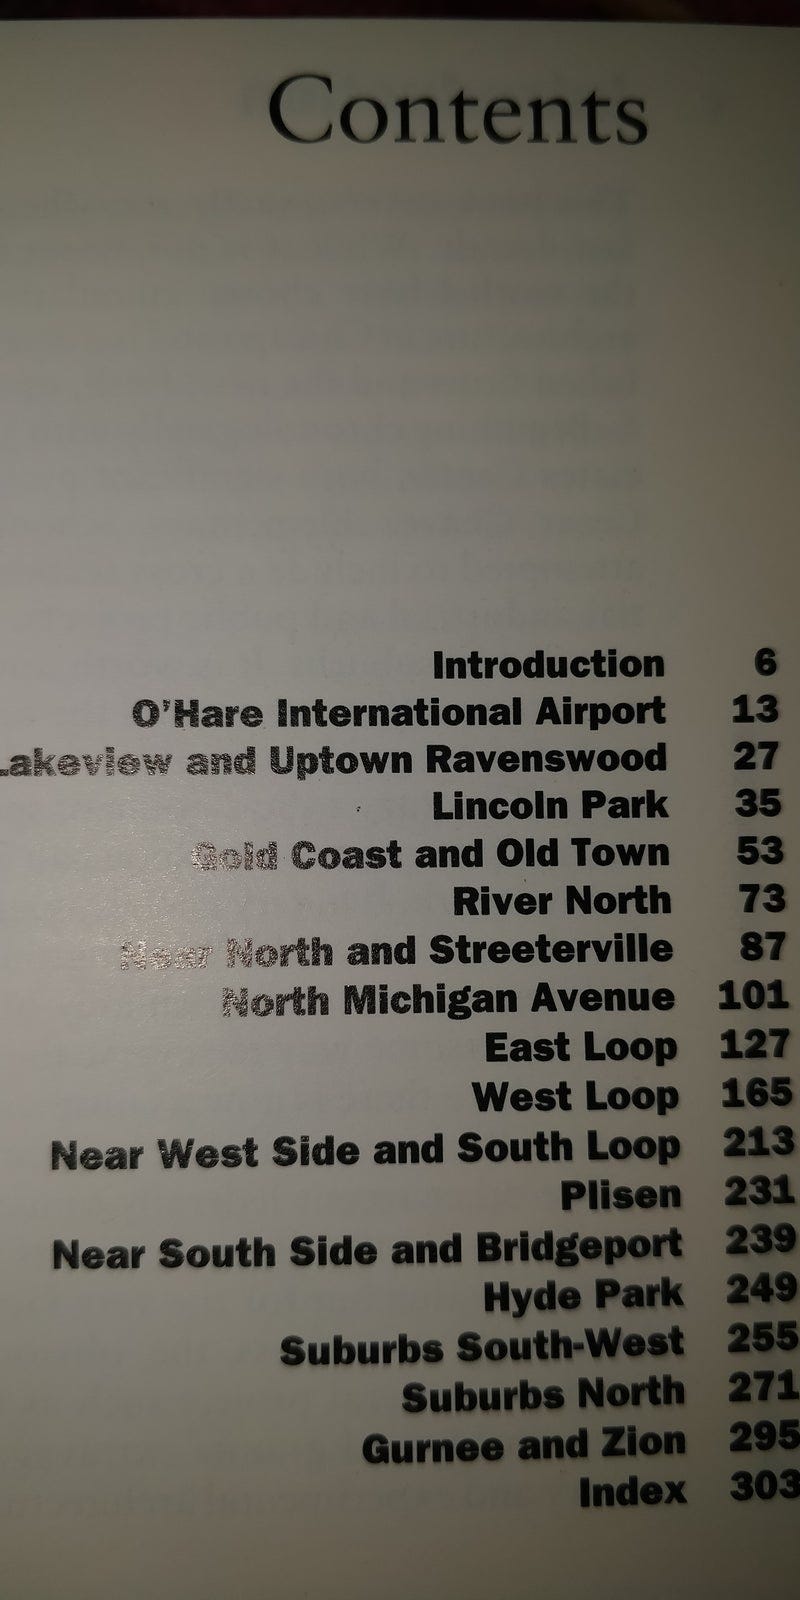 Contents
Introduction 6
O'Hare International Airport 13
Lakeview and Uptown Ravenswood 27
Lincoln Park 35
Gold Coast and Old Town 53
River North 73
Near North and Streeterville 87
North Michigan Avenue 101
East Loop 127
West Loop 165
Near West Side and South Loop 213
Plisen 231
Near South Side and Bridgeport 239
Hyde Park 249
Suburbs South-West 255
Suburbs North 271
Gurnee and Zion 295
Index 303